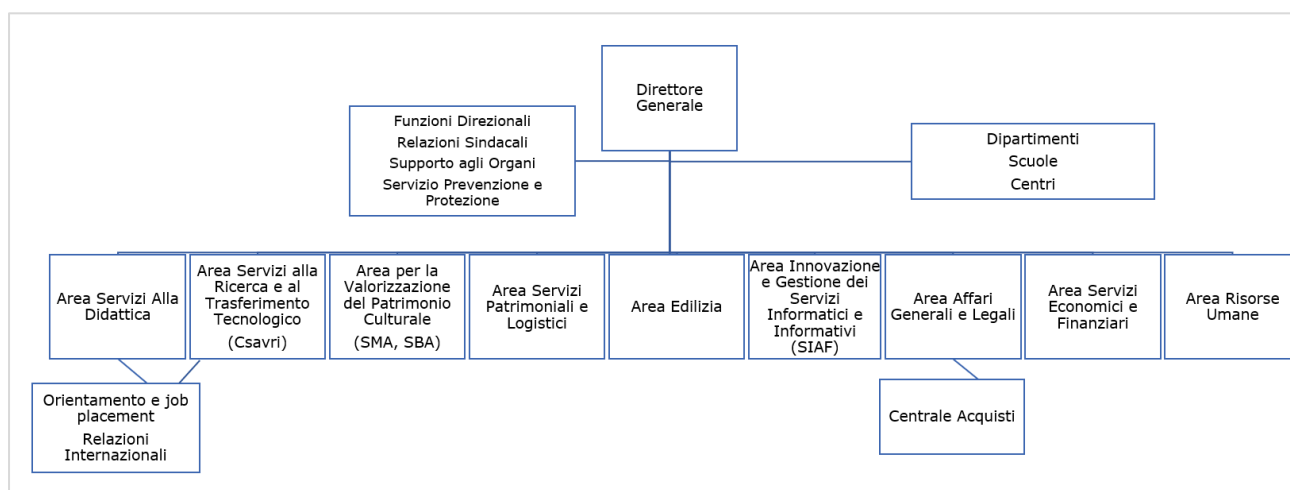 Direttore
Generale
Funzioni Direzionali
Relazioni Sindacali
Supporto agli Organi
Servizio Prevenzione e
Protezione
Dipartimenti
Scuole
Centri
Area Servizi Alla
Didattica
Area Servizi alla
Ricerca e al
Trasferimento
Tecnologico
(Csavri)
Area per la
Valorizzazione
del Patrimonio
Culturale
(SMA, SBA)
Area Servizi
Patrimoniali e
Logistici
Area Edilizia
Area Innovazione
e Gestione dei
Servizi
Informatici e
Informativi
(SIAF)
Area Affari
Generali e Legali
Area Servizi
Economici e
Finanziari
Area Risorse
Umane
Orientamento e job
placement
Relazioni
Internazionali
Centrale Acquisti